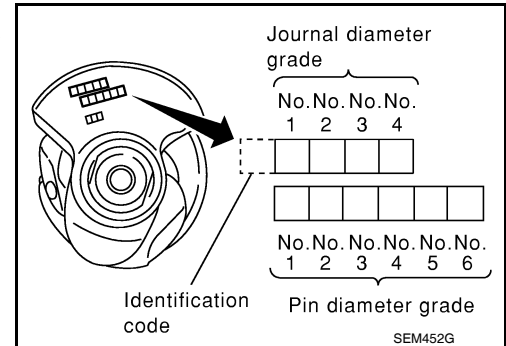 Journal diameter
grade
No. No. No. No.
1 2 3 4
No. No. No. No. No. No.
1 2 3 4 5 6
Identification
code
Pin diameter grade
SEM452G